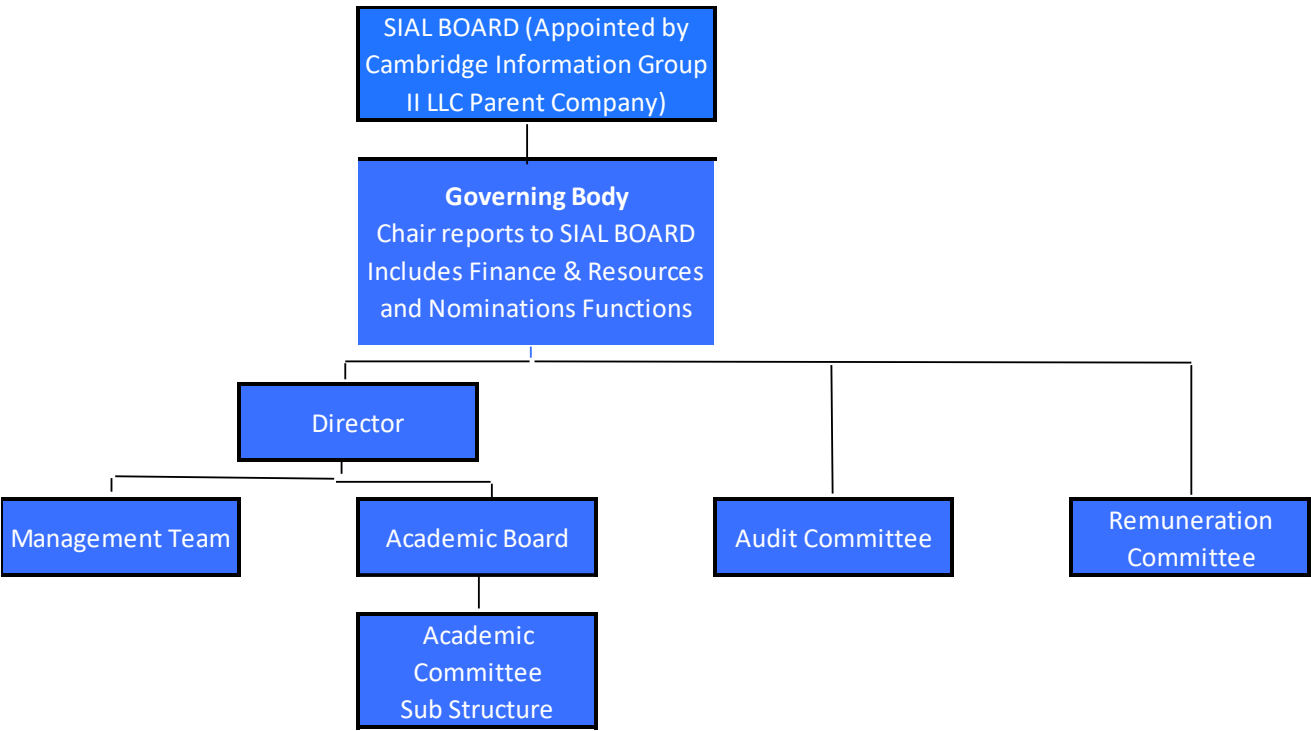 SIAL BOARD (Appointed by
Cambridge Information Group
II LLC Parent Company)
Governing Body
Chair reports to SIAL BOARD
Includes Finance & Resources
and Nominations Functions
Director
Management Team
Academic Board
Audit Committee
Remuneration
Committee
Academic
Committee
Sub Structure